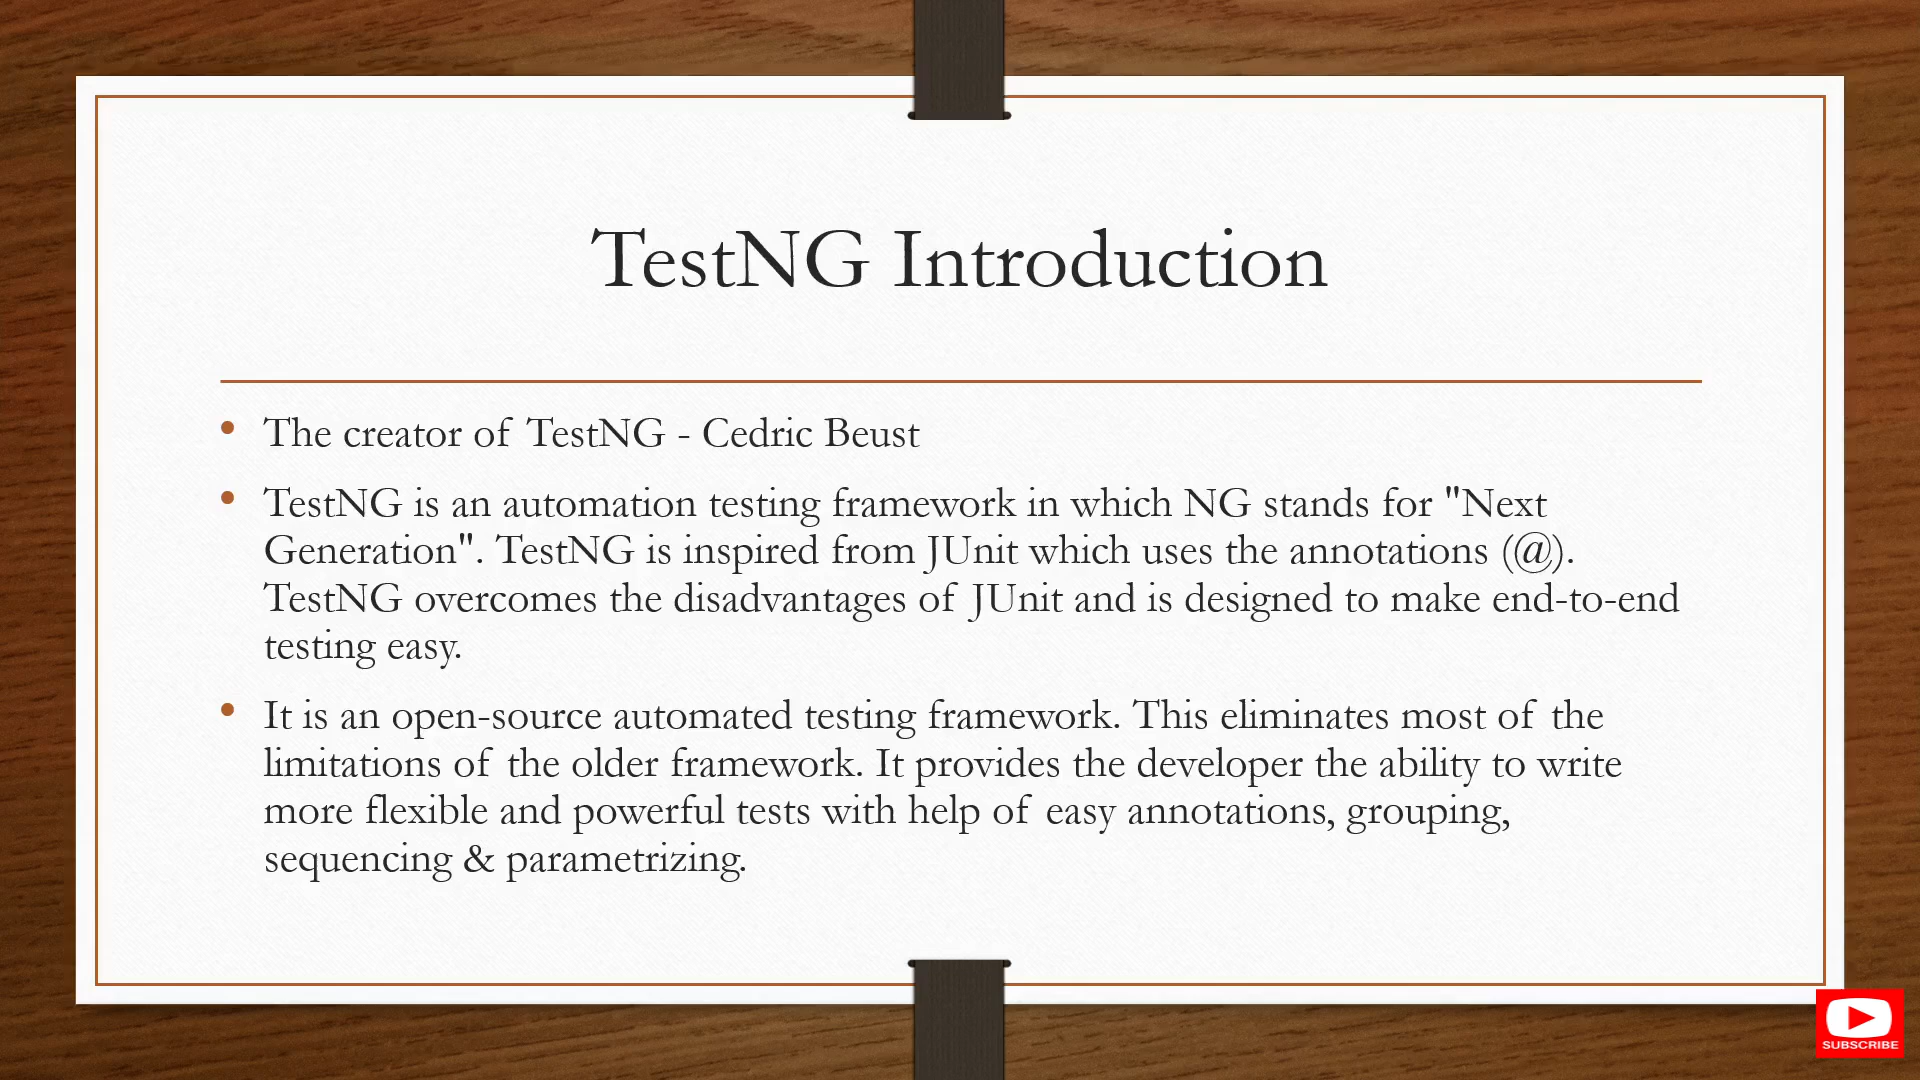 TestNG Introduction
• The creator of TestNG - Cedric Beust
• TestNG is an automation testing framework in which NG stands for "Next
Generation". TestNG is inspired from JUnit which uses the annotations (@).
TestNG overcomes the disadvantages of JUnit and is designed to make end-to-end
testing easy.
• It is an open-source automated testing framework. This eliminates most of the
limitations of the older framework. It provides the developer the ability to write
more flexible and powerful tests with help of easy annotations, grouping,
sequencing & parametrizing.
SUBSCRIBE